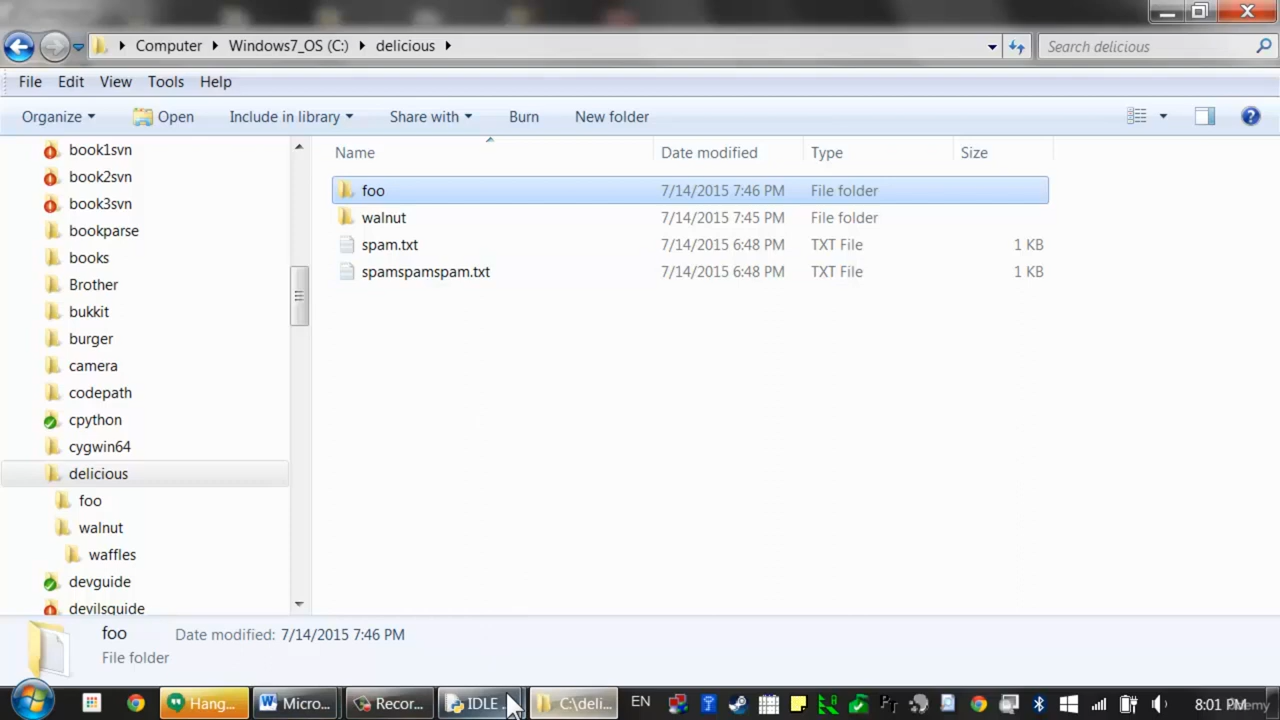 Computer Windows7_OS (C:) delicious Search delicious
File Edit View Tools Help
Organize Open Include in library Share with Burn New folder
Name Date modified Type Size
book1svn
book2svn
book3svn
bookparse
books
Brother
bukkit
burger
camera
codepath
cpython
cygwin64
delicious
foo
walnut
waffles
devguide
devilsguide
foo 7/14/2015 7:46 PM File folder
walnut 7/14/2015 7:45 PM File folder
spam.txt 7/14/2015 6:48 PM TXT File 1 KB
spamspamspam.txt 7/14/2015 6:48 PM TXT File 1 KB
foo Date modified: 7/14/2015 7:46 PM
File folder
Hang... Micro... Recor... IDLE ... C:\deli... EN 8:01 PM